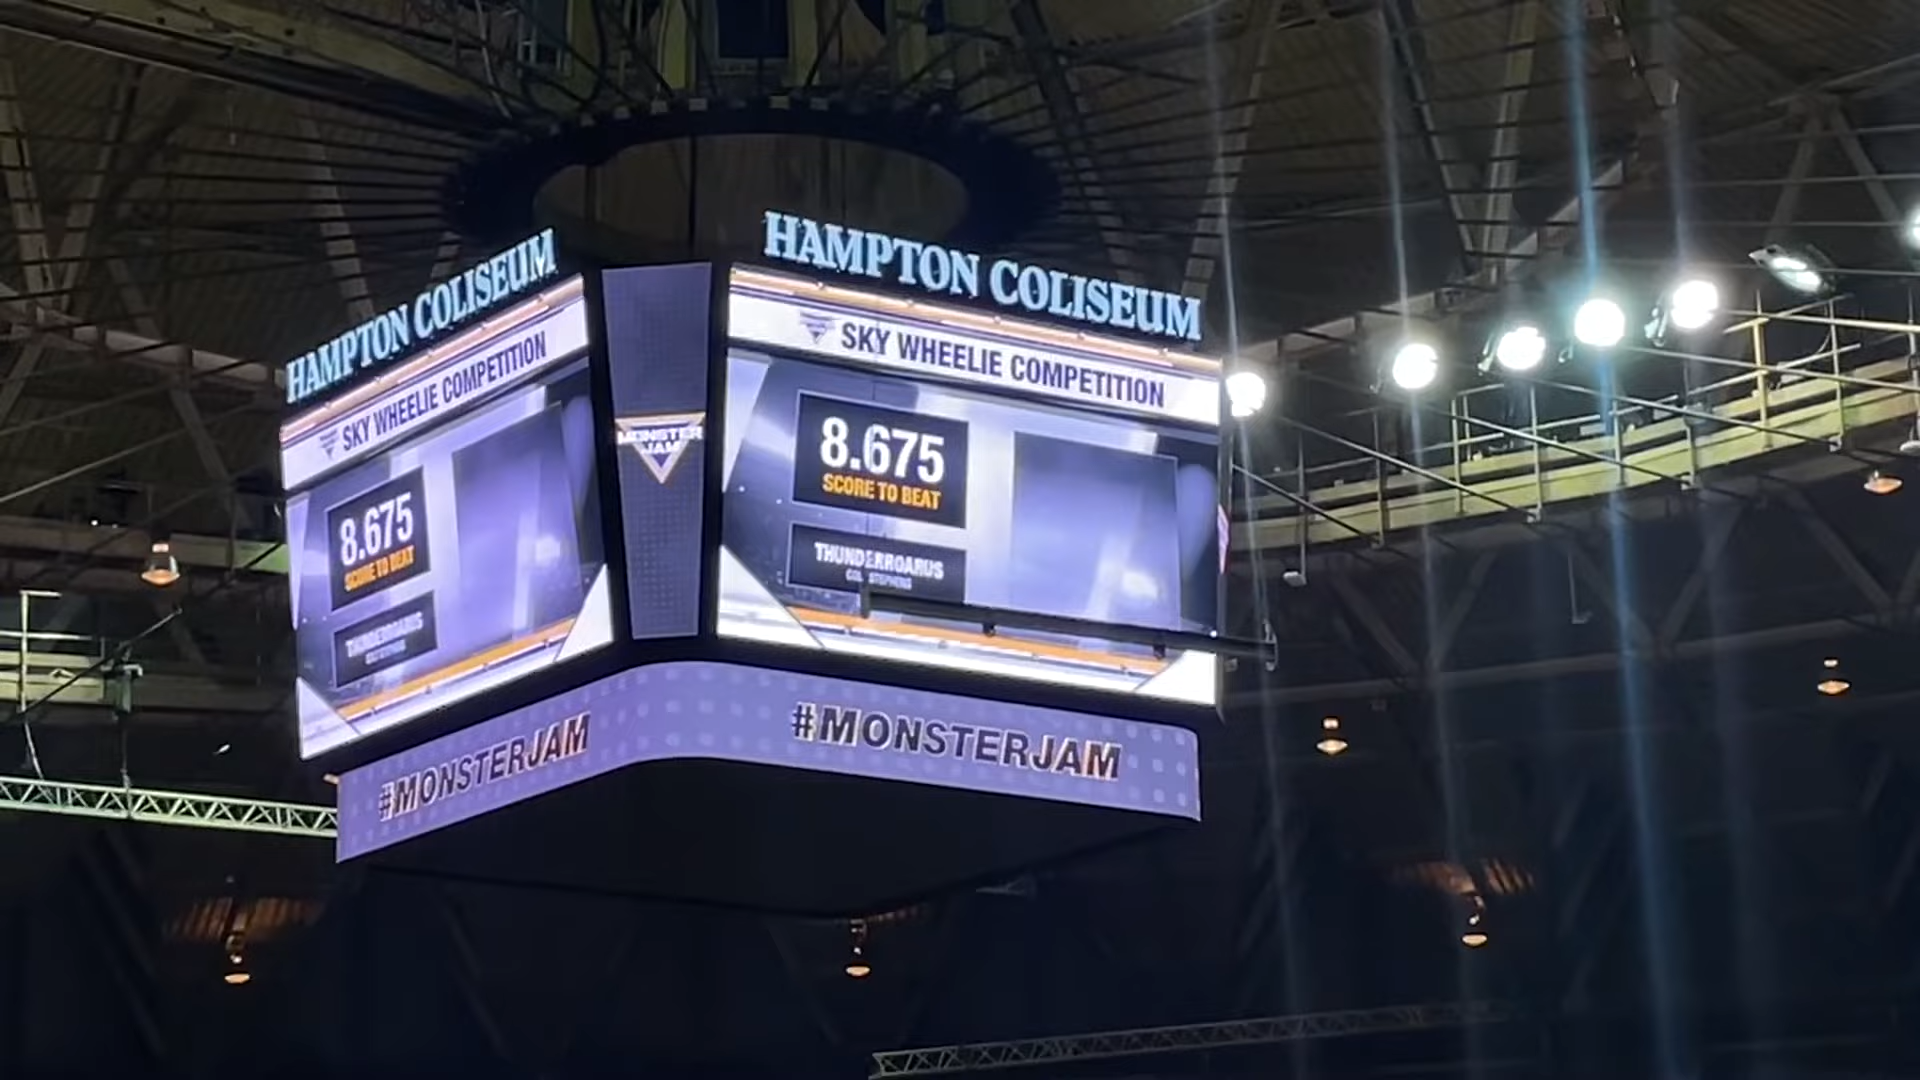 HAMPTON COLISEUM
SKY WHEELIE COMPETITION
8.675
SCORE TO BEAT
THUNDERROARUS
MONSTER
JAM
HAMPTON COLISEUM
SKY WHEELIE COMPETITION
8.675
SCORE TO BEAT
THUNDERROARUS
STEPHENS
#MONSTERJAM
#MONSTERJAM